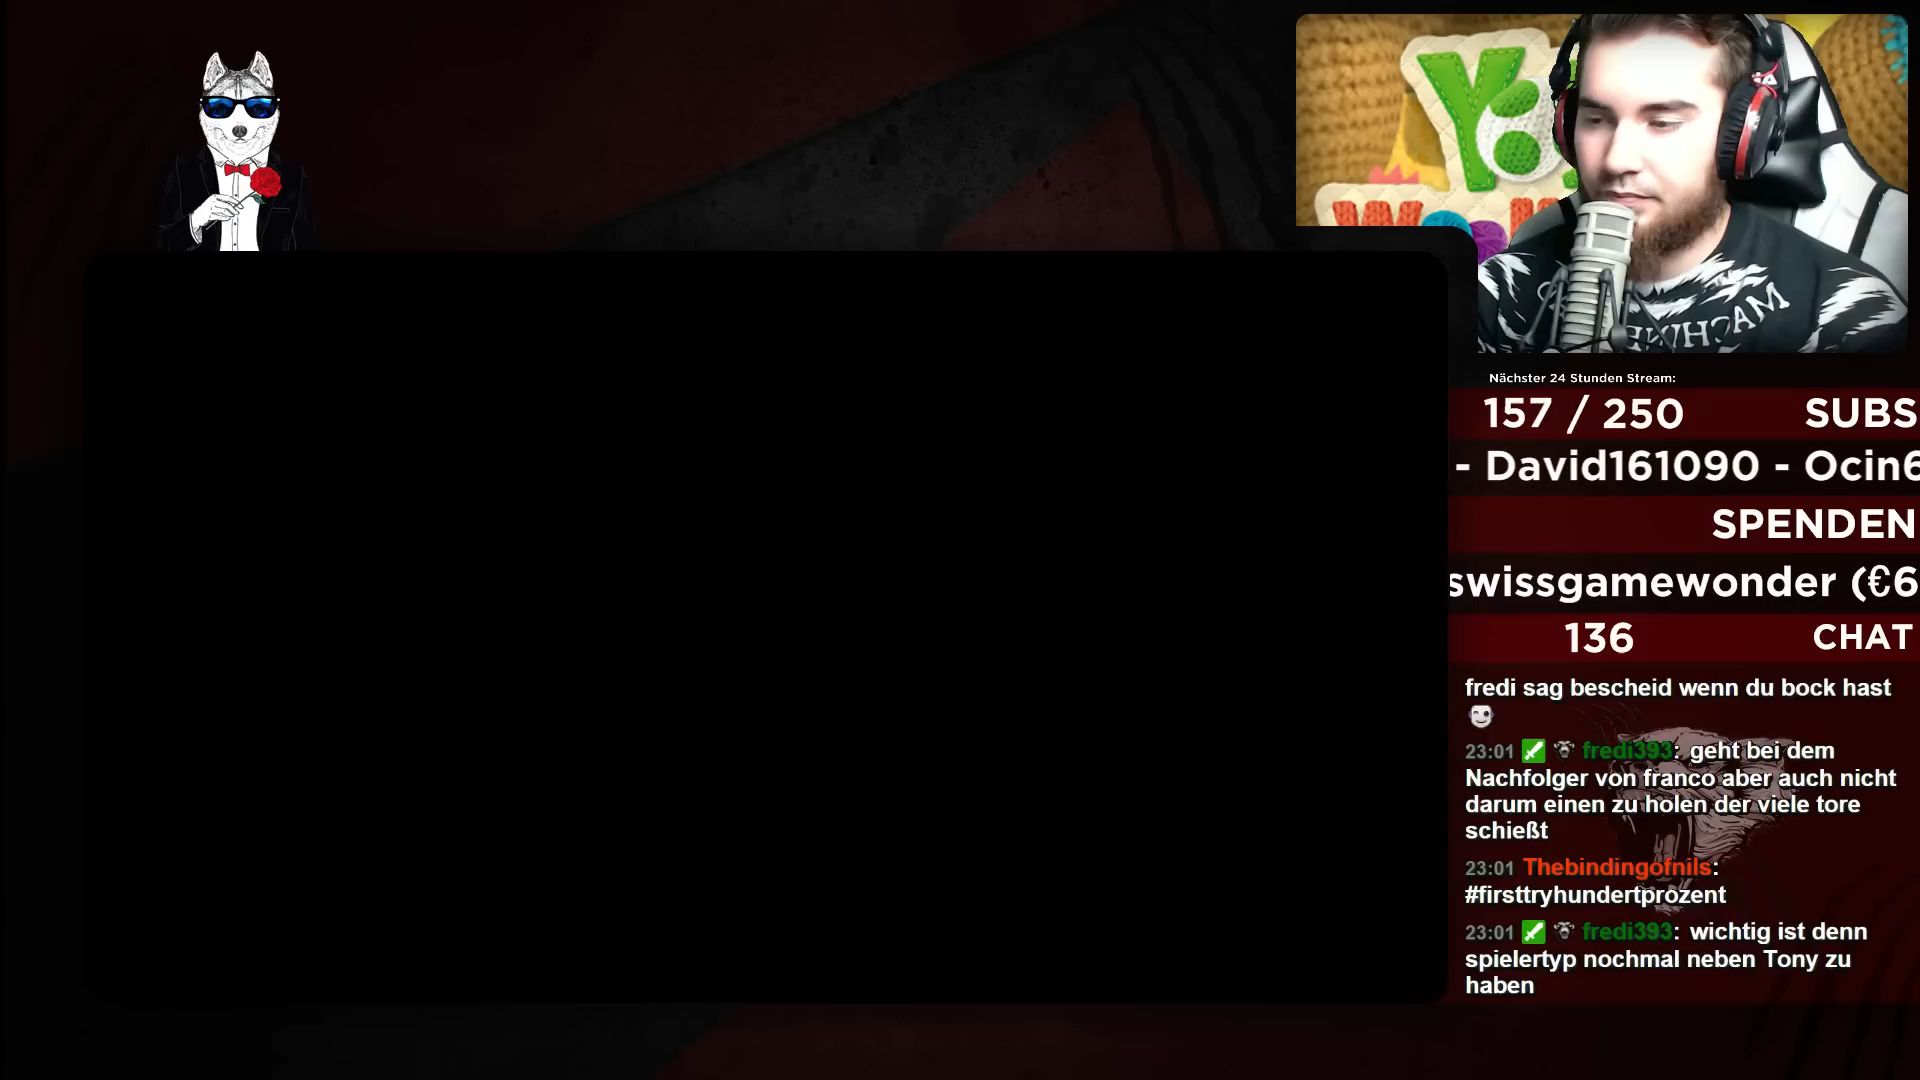 Nächster 24 Stunden Stream:
157 / 250 SUBS
- David161090 - Ocin6
SPENDEN
swissgamewonder (€6
136 CHAT
fredi sag bescheid wenn du bock hast
23:01 fredi393: geht bei dem
Nachfolger von franco aber auch nicht
darum einen zu holen der viele tore
schießt
23:01 Thebindingofnils:
#firsttryhundertprozent
23:01 fredi393: wichtig ist denn
spielertyp nochmal neben Tony zu
haben